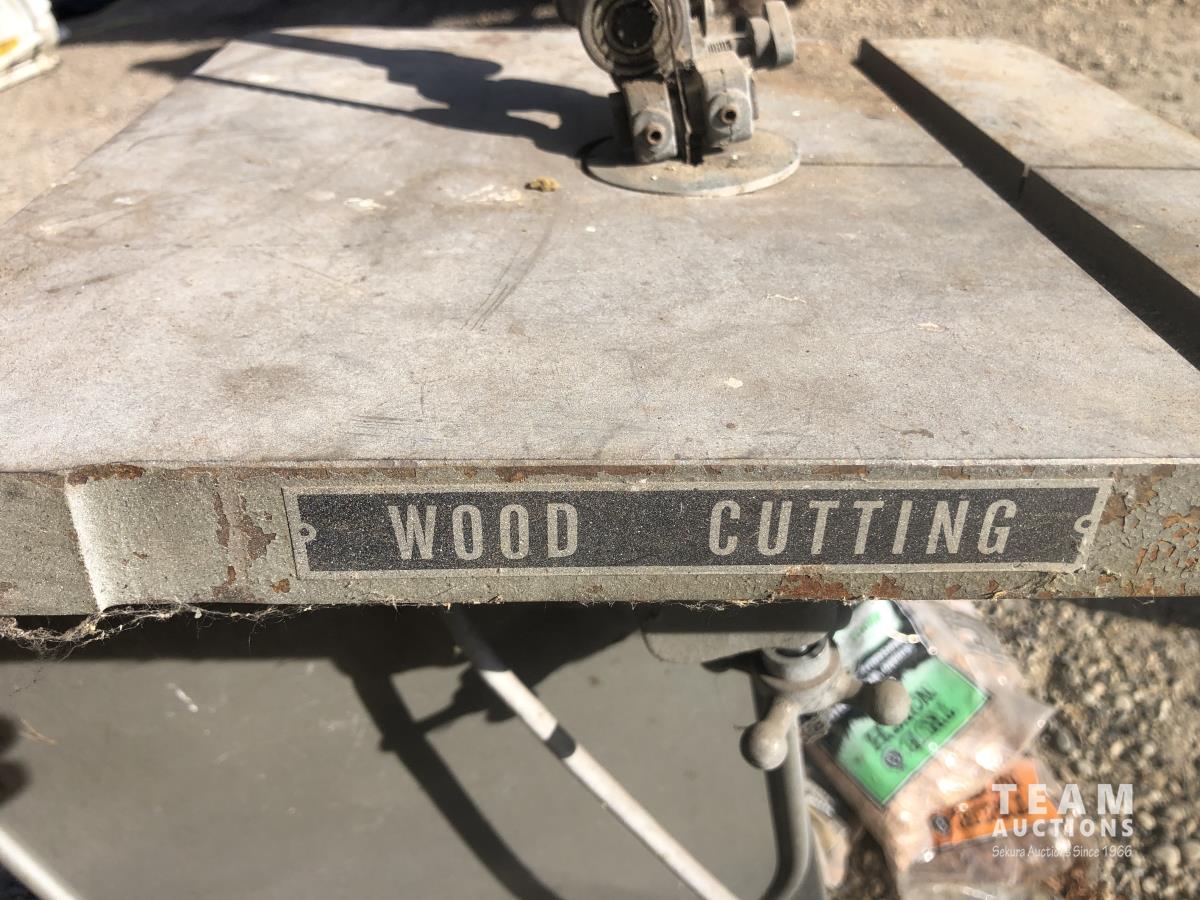 WOOD CUTTING
TEAM
AUCTIONS
Sekura Auctions Since 1966